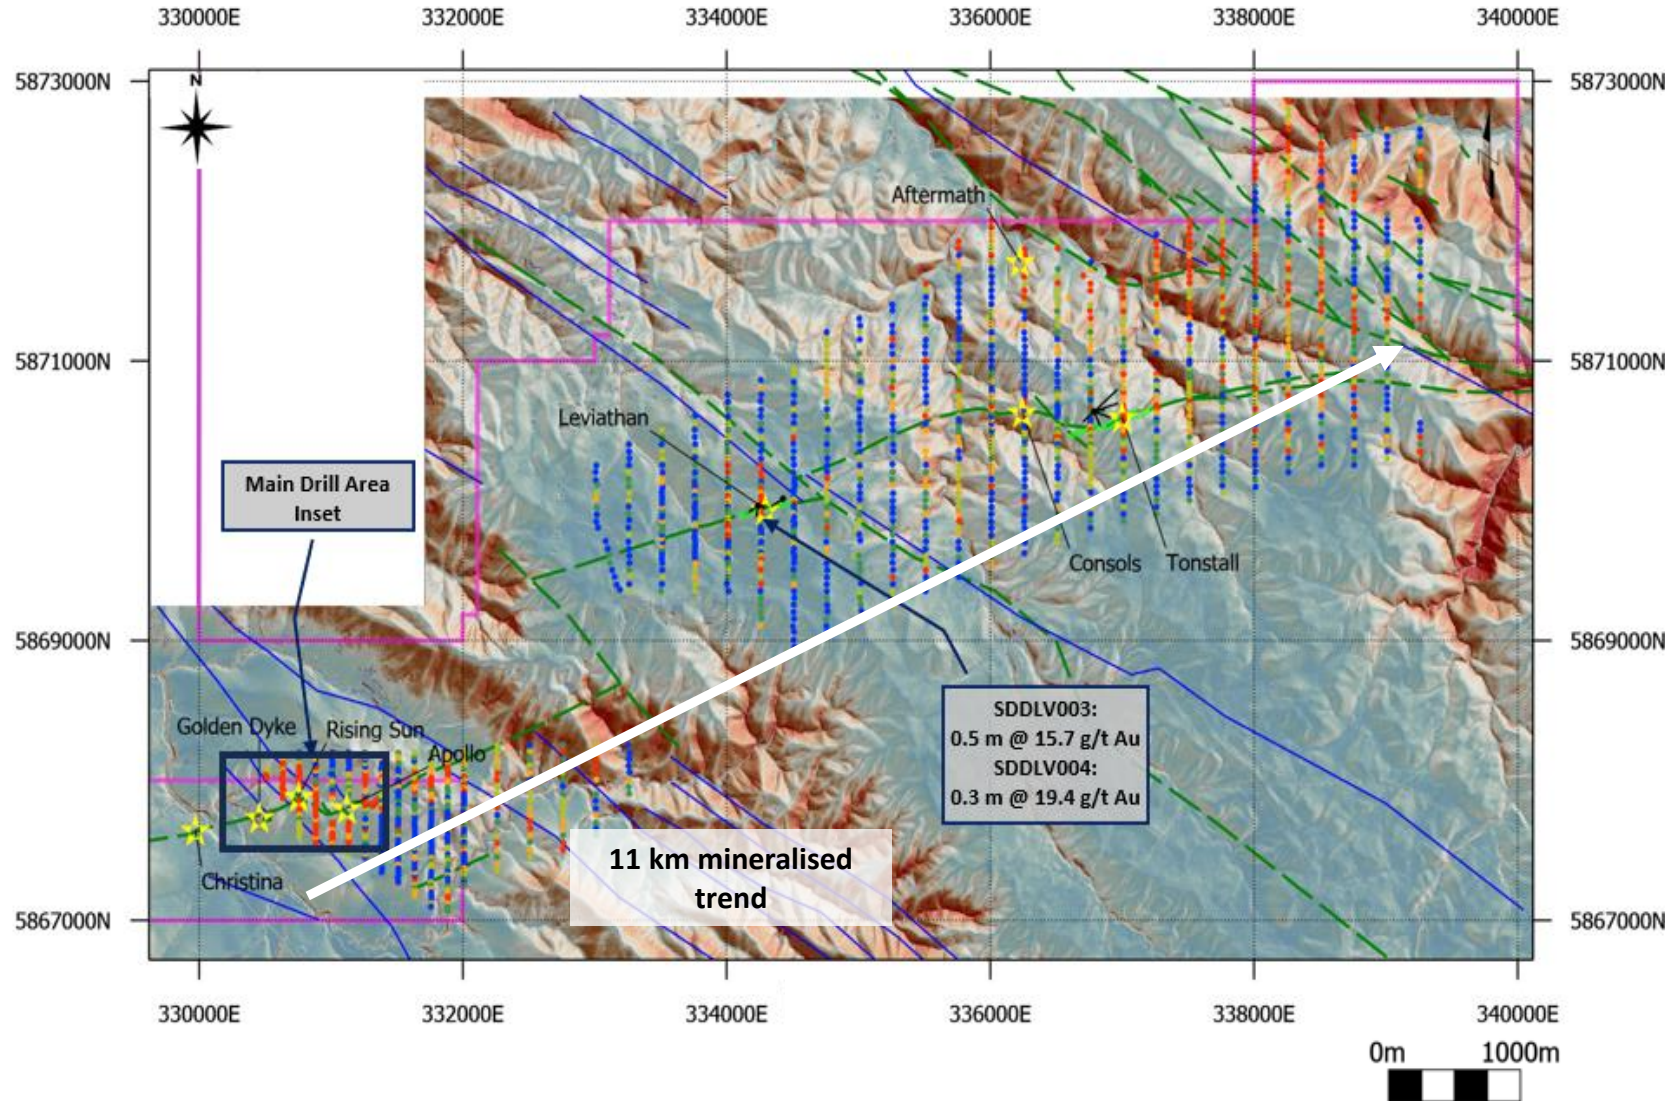 330000E 332000E 334000E 336000E 338000E 340000E
5873000N 5873000N
N
Aftermath
5871000N 5871000N
Leviathan
Main Drill Area
Inset
Consols Tonstall
5869000N 5869000N
SDDLV003:
0.5 m @ 15.7 g/t Au
SDDLV004:
0.3 m @ 19.4 g/t Au
Golden Dyke Rising Sun
Apollo
11 km mineralised
trend
Christina
5867000N 5867000N
330000E 332000E 334000E 336000E 338000E 340000E
0m 1000m